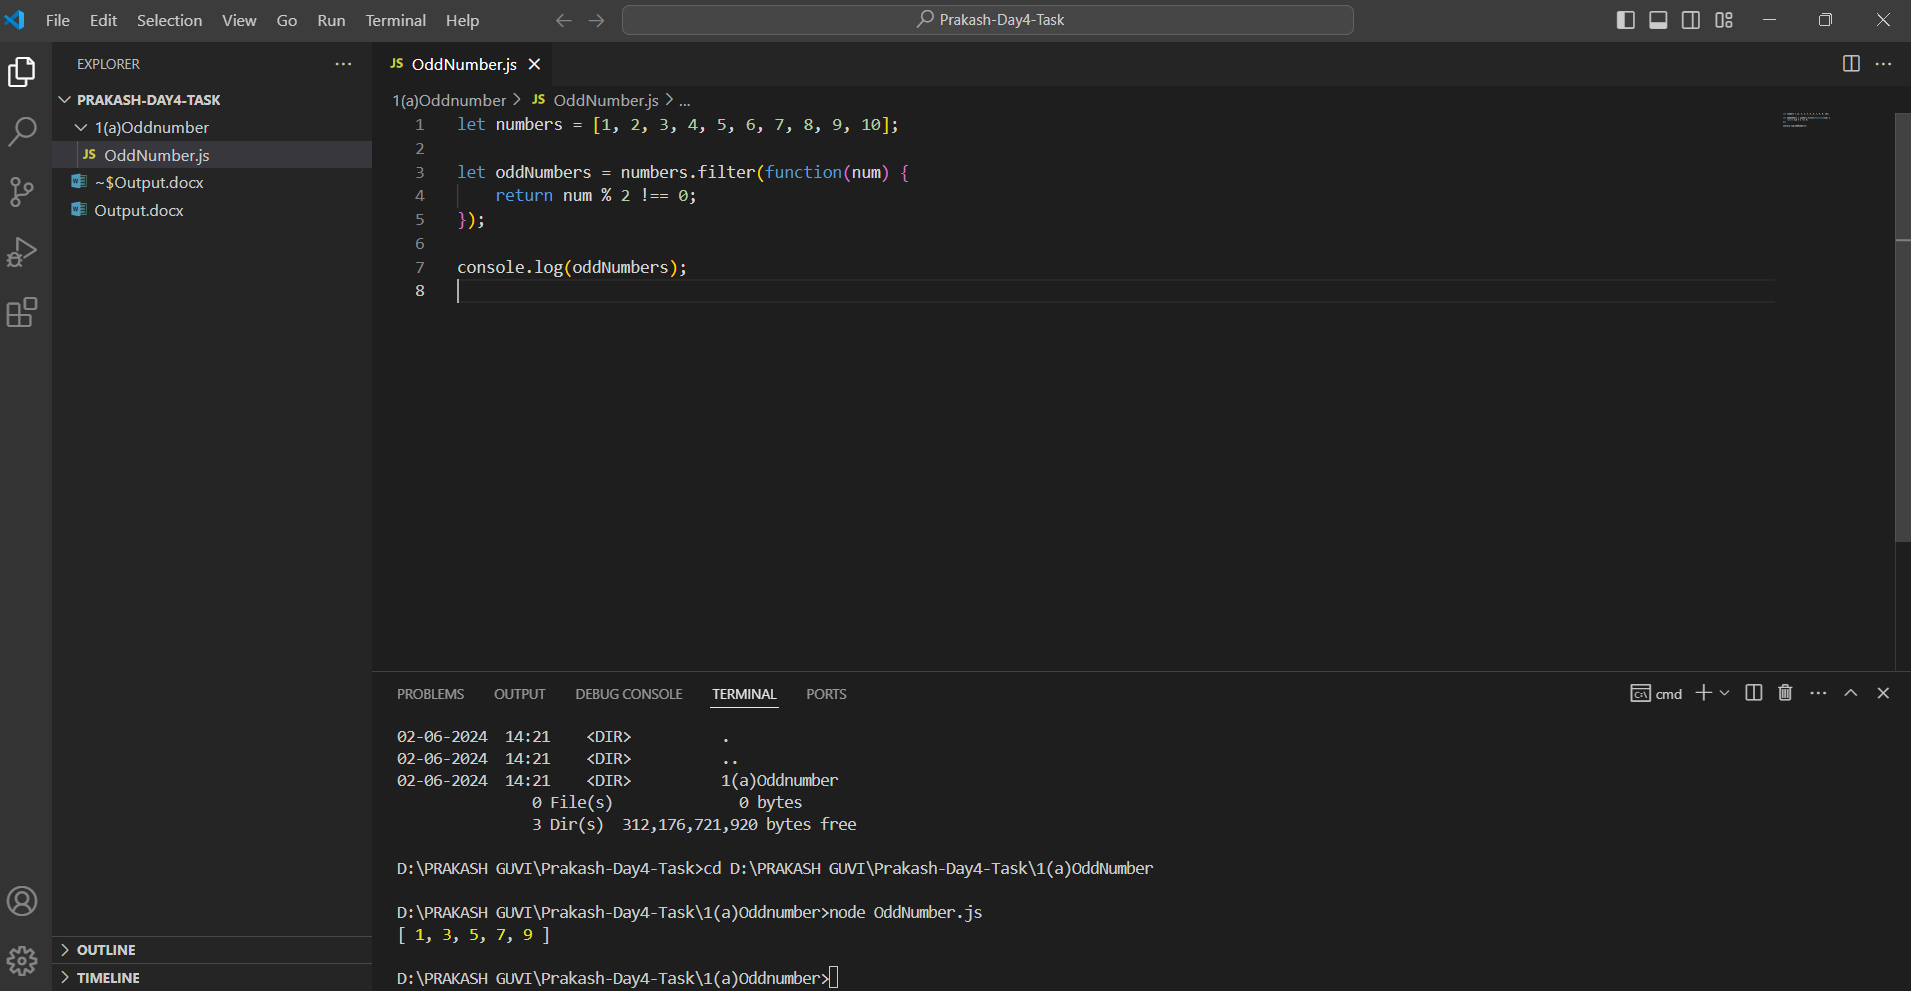 File Edit Selection View Go Run Terminal Help
Prakash-Day4-Task
EXPLORER
PRAKASH-DAY4-TASK
1(a)Oddnumber
JS OddNumber.js
~$Output.docx
Output.docx
OUTLINE
TIMELINE
JS OddNumber.js
1(a)Oddnumber > JS OddNumber.js > ...
1 let numbers = [1, 2, 3, 4, 5, 6, 7, 8, 9, 10];
2
3 let oddNumbers = numbers.filter(function(num) {
4     return num % 2 !== 0;
5 });
6
7 console.log(oddNumbers);
8
PROBLEMS OUTPUT DEBUG CONSOLE TERMINAL PORTS
cmd
02-06-2024  14:21    <DIR>          .
02-06-2024  14:21    <DIR>          ..
02-06-2024  14:21    <DIR>          1(a)Oddnumber
0 File(s)              0 bytes
3 Dir(s)  312,176,721,920 bytes free
D:\PRAKASH GUVI\Prakash-Day4-Task>cd D:\PRAKASH GUVI\Prakash-Day4-Task\1(a)OddNumber
D:\PRAKASH GUVI\Prakash-Day4-Task\1(a)Oddnumber>node OddNumber.js
[ 1, 3, 5, 7, 9 ]
D:\PRAKASH GUVI\Prakash-Day4-Task\1(a)Oddnumber>